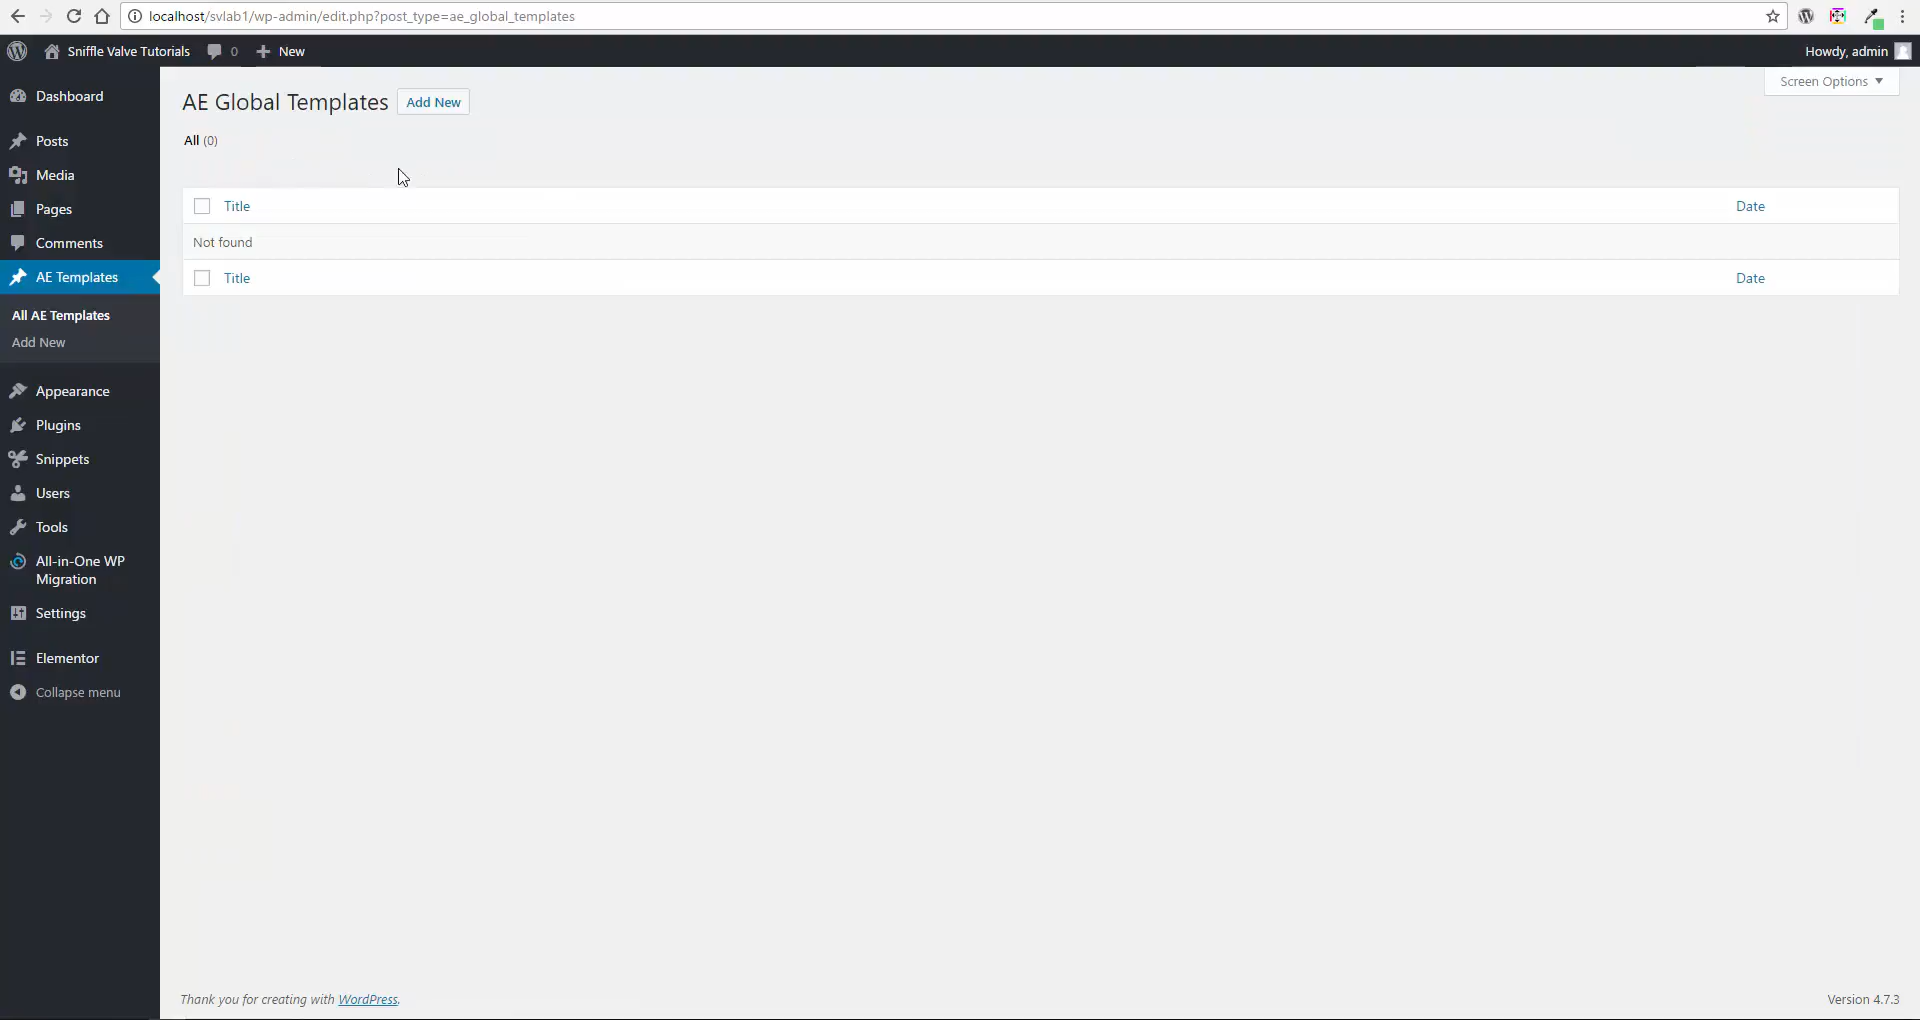 localhost/svlab1/wp-admin/edit.php?post_type=ae_global_templates
Sniffle Valve Tutorials 0 New Howdy, admin
Screen Options
Dashboard
Posts
Media
Pages
Comments
AE Templates
All AE Templates
Add New
Appearance
Plugins
Snippets
Users
Tools
All-in-One WP
Migration
Settings
Elementor
Collapse menu
AE Global Templates Add New
All (0)
Title Date
Not found
Title Date
Thank you for creating with WordPress. Version 4.7.3